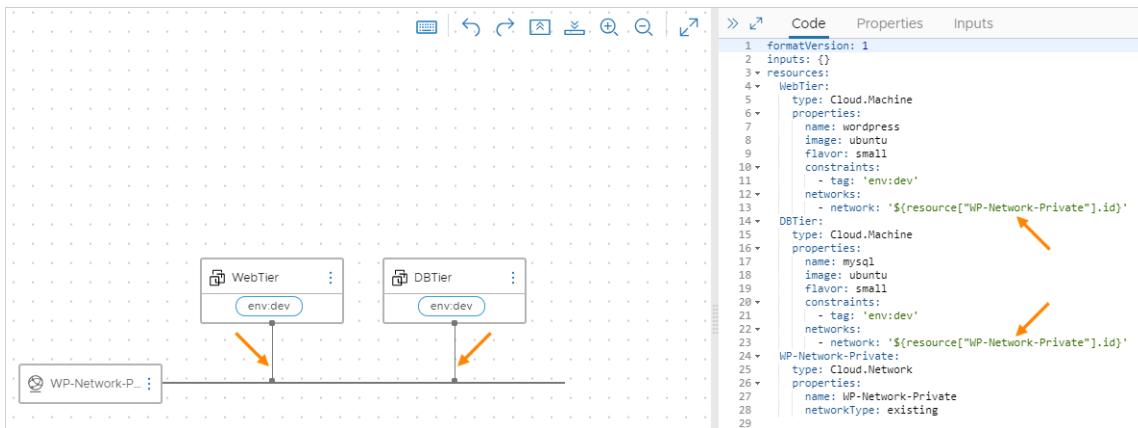 WebTier
env:dev
DBTier
env:dev
WP-Network-P...
Code Properties Inputs
1 formatVersion: 1
2 inputs: {}
3 resources:
4 WebTier:
5 type: Cloud.Machine
6 properties:
7 name: wordpress
8 image: ubuntu
9 flavor: small
10 constraints:
11 - tag: 'env:dev'
12 networks:
13 - network: '${resource["WP-Network-Private"].id}'
14 DBTier:
15 type: Cloud.Machine
16 properties:
17 name: mysql
18 image: ubuntu
19 flavor: small
20 constraints:
21 - tag: 'env:dev'
22 networks:
23 - network: '${resource["WP-Network-Private"].id}'
24 WP-Network-Private:
25 type: Cloud.Network
26 properties:
27 name: WP-Network-Private
28 networkType: existing
29